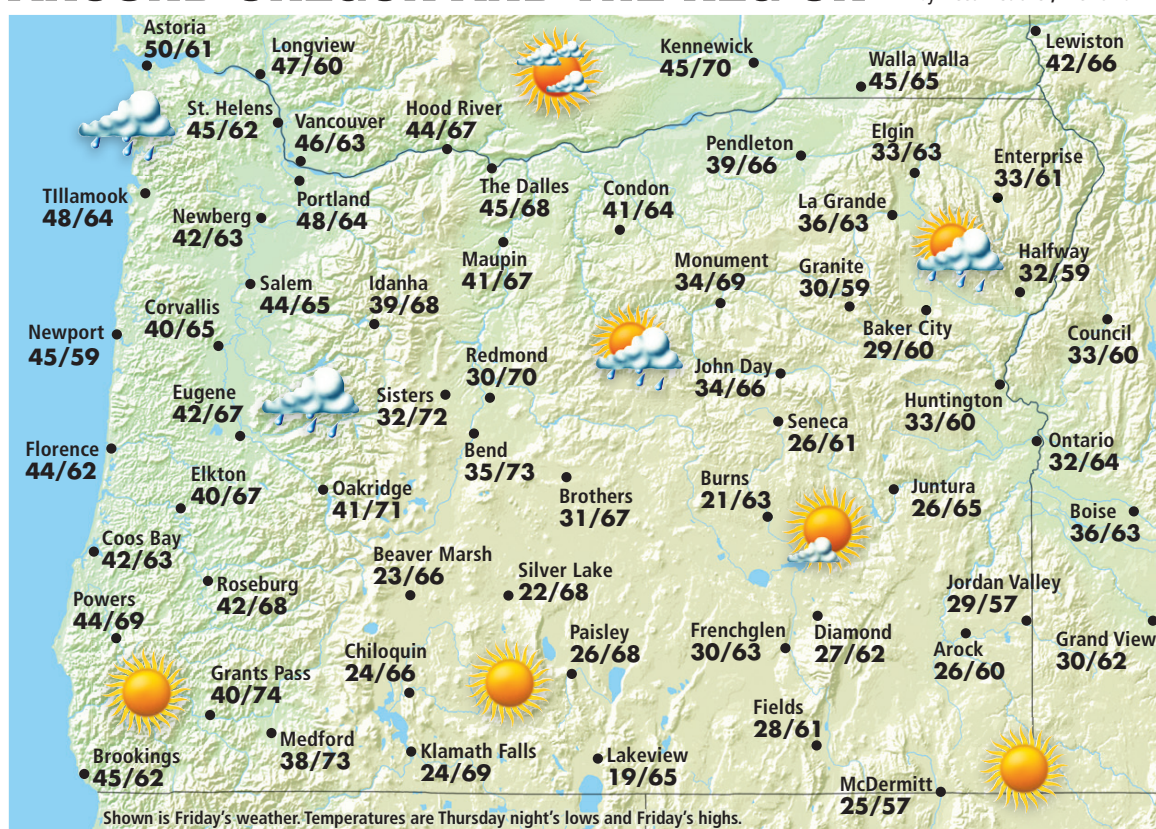 Astoria
50/61
Longview
47/60
Kennewick
45/70
Walla Walla
45/65
Lewiston
42/66
St. Helens
45/62
Vancouver
46/63
Hood River
44/67
Pendleton
39/66
Elgin
33/63
Enterprise
33/61
TIllamook
48/64
Newberg
42/63
Portland
48/64
The Dalles
45/68
Condon
41/64
La Grande
36/63
Maupin
41/67
Monument
34/69
Granite
30/59
Halfway
32/59
Salem
44/65
Idanha
39/68
Corvallis
40/65
Newport
45/59
Baker City
29/60
Council
33/60
Redmond
30/70
John Day
34/66
Eugene
42/67
Sisters
32/72
Huntington
33/60
Seneca
26/61
Florence
44/62
Bend
35/73
Ontario
32/64
Elkton
40/67
Oakridge
41/71
Brothers
31/67
Burns
21/63
Juntura
26/65
Boise
36/63
Coos Bay
42/63
Beaver Marsh
23/66
Silver Lake
22/68
Roseburg
42/68
Jordan Valley
29/57
Powers
44/69
Paisley
26/68
Frenchglen
30/63
Diamond
27/62
Arock
26/60
Grand View
30/62
Chiloquin
24/66
Grants Pass
40/74
Fields
28/61
Medford
38/73
Klamath Falls
24/69
Lakeview
19/65
Brookings
45/62
McDermitt
25/57
Shown is Friday's weather. Temperatures are Thursday night's lows and Friday's highs.